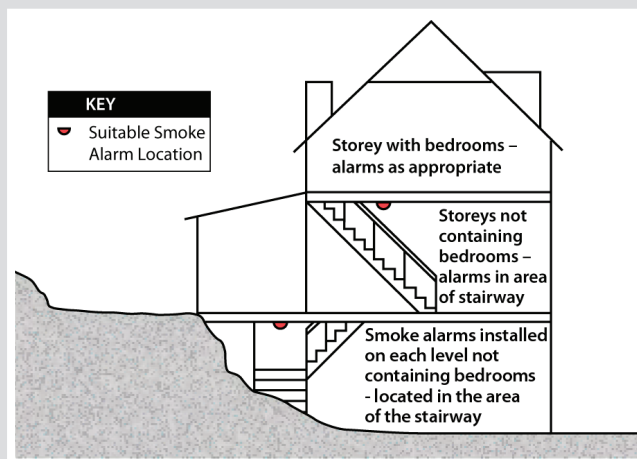 KEY
Suitable Smoke
Alarm Location
Storey with bedrooms –
alarms as appropriate
Storeys not
containing
bedrooms –
alarms in area
of stairway
Smoke alarms installed
on each level not
containing bedrooms
- located in the area
of the stairway